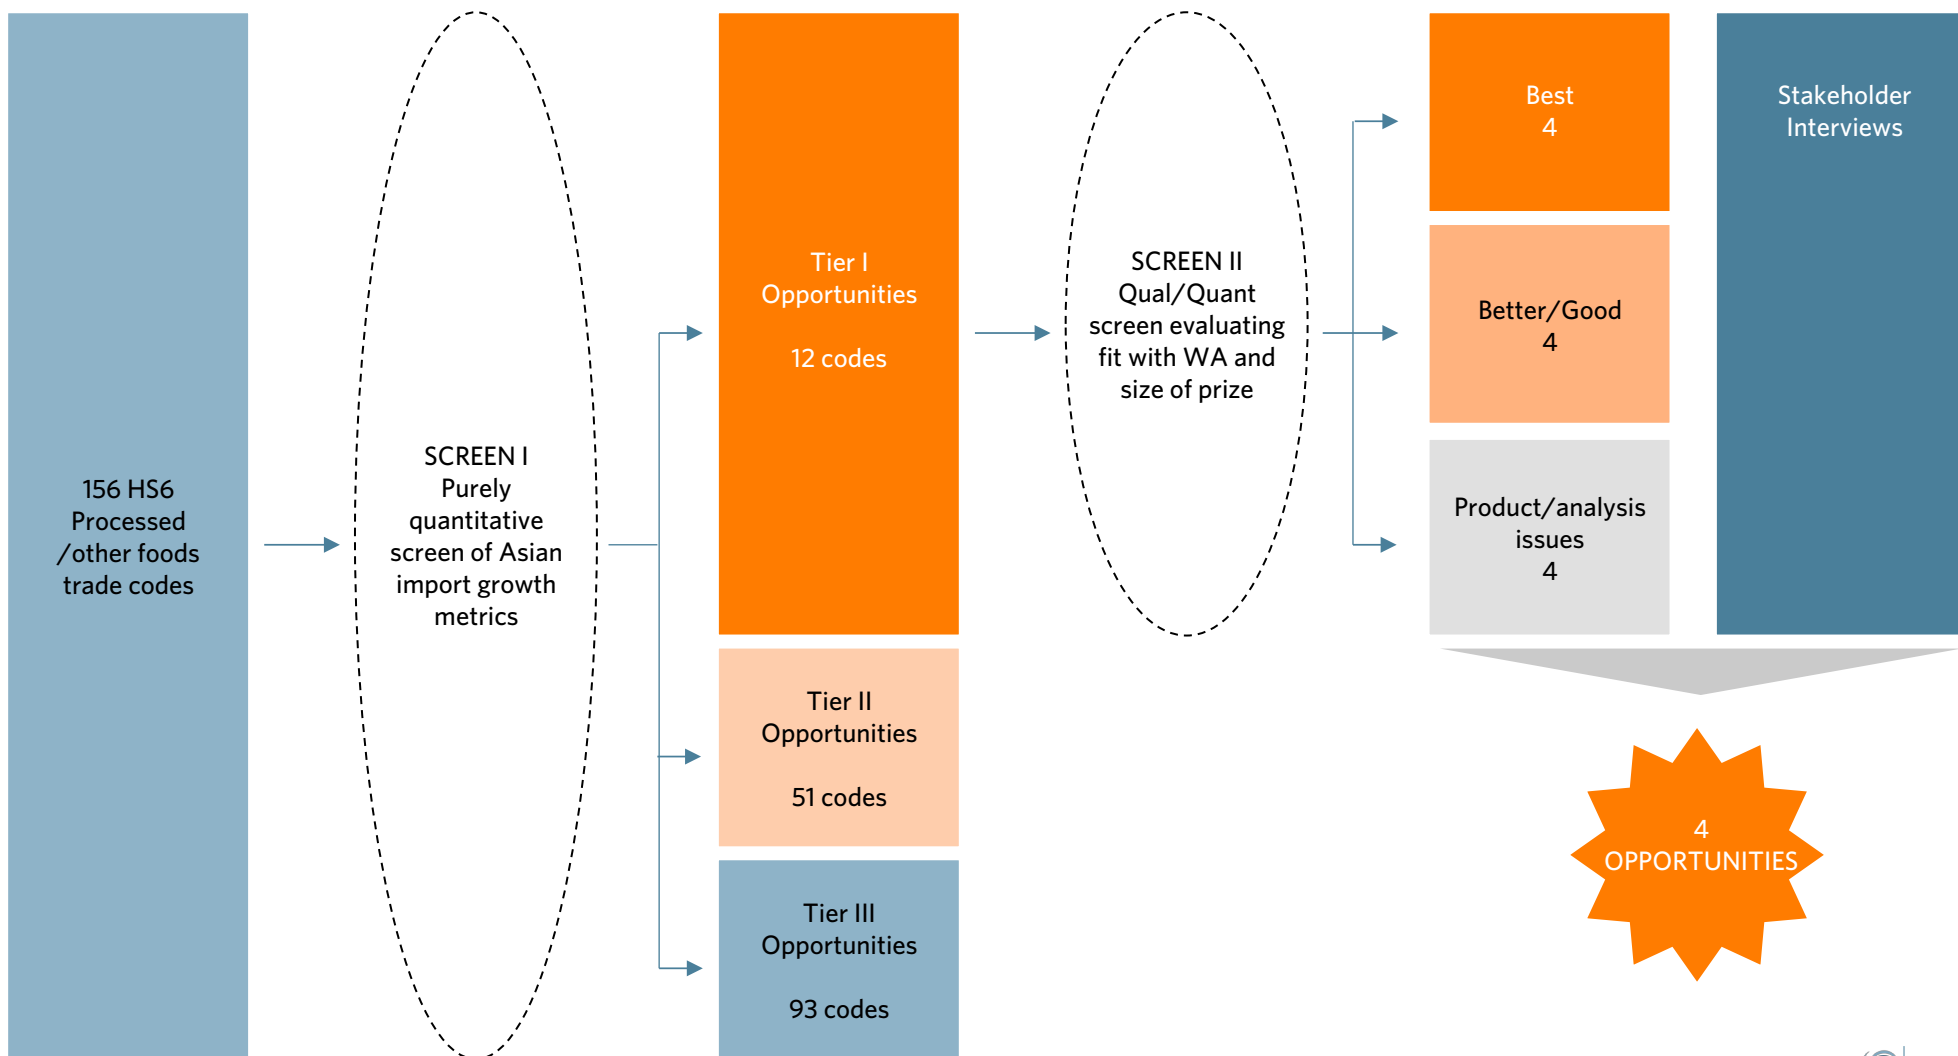 156 HS6
Processed
/other foods
trade codes
SCREEN I
Purely
quantitative
screen of Asian
import growth
metrics
Tier I
Opportunities
12 codes
Tier II
Opportunities
51 codes
Tier III
Opportunities
93 codes
SCREEN II
Qual/Quant
screen evaluating
fit with WA and
size of prize
Best
4
Better/Good
4
Product/analysis
issues
4
Stakeholder
Interviews
4
OPPORTUNITIES